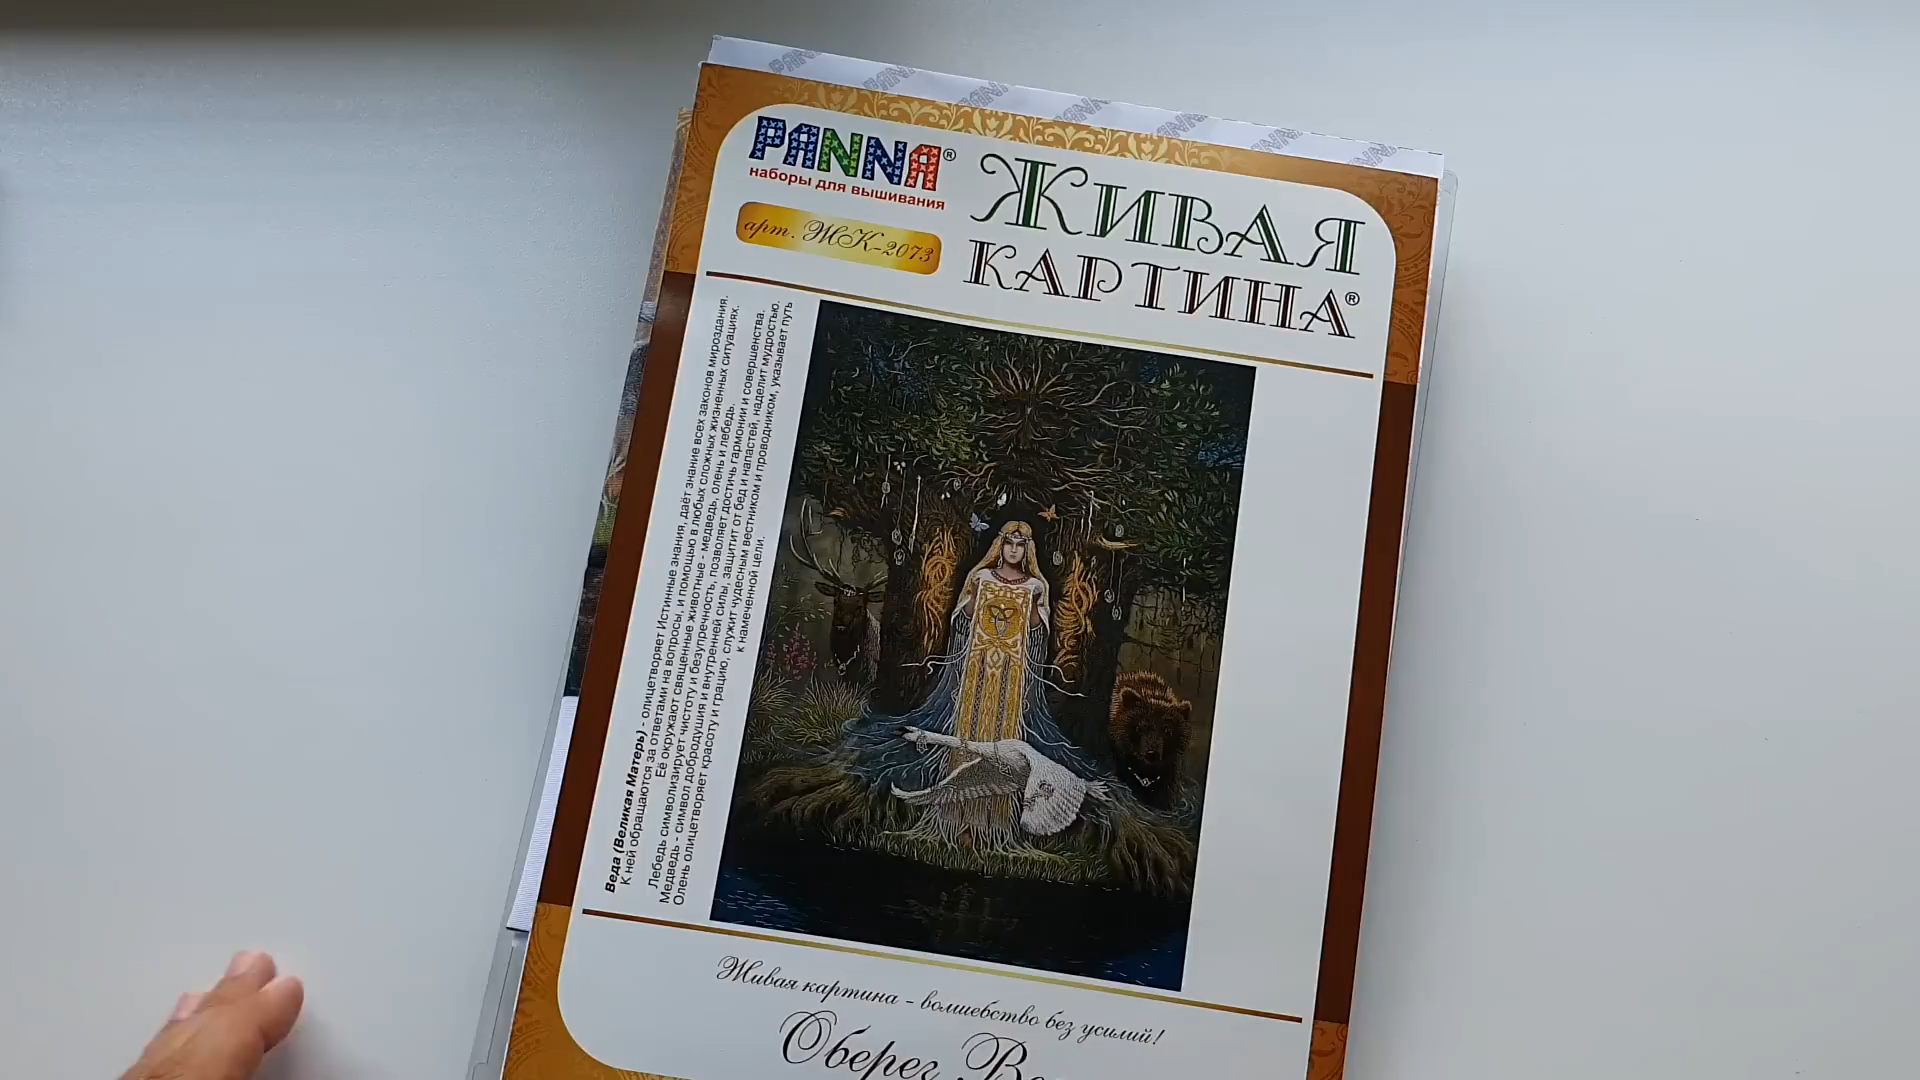 PANNA®
наборы для вышивания
арт. ЖК-2073
ЖИВАЯ
КАРТИНА®
Веда (Великая Матерь) - олицетворяет Истинные знания, даёт знание всех законов мироздания.
К ней обращаются за ответами на вопросы, и помощью в любых сложных жизненных ситуациях.
Её окружают священные животные - медведь, олень и лебедь.
Лебедь символизирует чистоту и безупречность, позволяет достичь гармонии и совершенства.
Медведь - символ добродушия и внутренней силы, защитит от бед и напастей, наделит мудростью.
Олень олицетворяет красоту и грацию, служит чудесным вестником и проводником, указывает путь
к намеченной цели.
Живая картина - волшебство без усилий!
Оберег